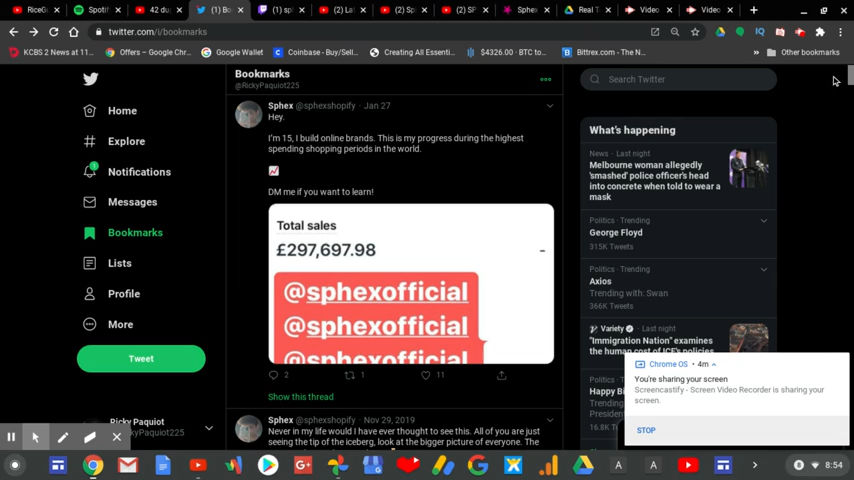 RiceGa
Spotif
42 dug
(1) Bo
spl
(2) Lat
(2) Sp
(2) SP
Sphex
Real T
Video
Video
twitter.com/i/bookmarks
KCBS 2 News at 11...
Offers – Google Chr...
Google Wallet
Coinbase - Buy/Sell...
Creating All Essenti...
$4326.00 - BTC to...
Bittrex.com - The N...
Other bookmarks
Home
Explore
1
Notifications
Messages
Bookmarks
Lists
Profile
More
Tweet
Ricky Paquiot
ickyPaquiot225
Bookmarks
@RickyPaquiot225
Sphex @sphexshopify · Jan 27
Hey.
I'm 15, I build online brands. This is my progress during the highest
spending shopping periods in the world.
DM me if you want to learn!
Total sales
£297,697.98 -
@sphexofficial
@sphexofficial
@sphexofficial
2 1 11
Show this thread
Sphex @sphexshopify · Nov 29, 2019
Never in my life would I have ever thought to see this. All of you are just
seeing the tip of the iceberg, look at the bigger picture of everyone. The
Search Twitter
What's happening
News · Last night
Melbourne woman allegedly
'smashed' police officer's head
into concrete when told to wear a
mask
Politics · Trending
George Floyd
315K Tweets
Politics · Trending
Axios
Trending with: Swan
366K Tweets
Variety · Last night
"Immigration Nation" examines
the human cost of ICE's policies
Happy Bi
Politics
President
16.8K T
Chrome OS · 4m
You're sharing your screen
Screencastify - Screen Video Recorder is sharing your
screen.
STOP
8 8:54